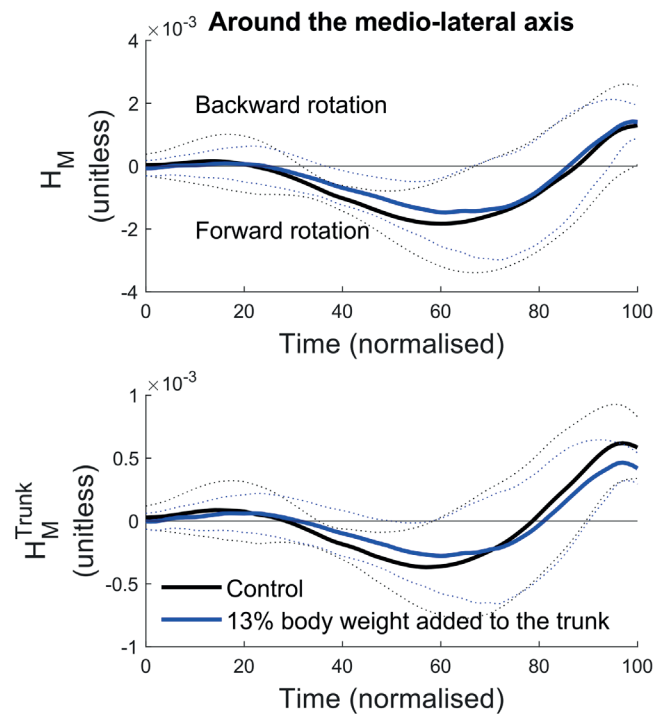 Around the medio-lateral axis
×10⁻³
4
2
0
-2
-4
H_M
(unitless)
Backward rotation
Forward rotation
0 20 40 60 80 100
Time (normalised)
×10⁻³
1
0.5
0
-0.5
-1
H_M^Trunk
(unitless)
Control
13% body weight added to the trunk
0 20 40 60 80 100
Time (normalised)